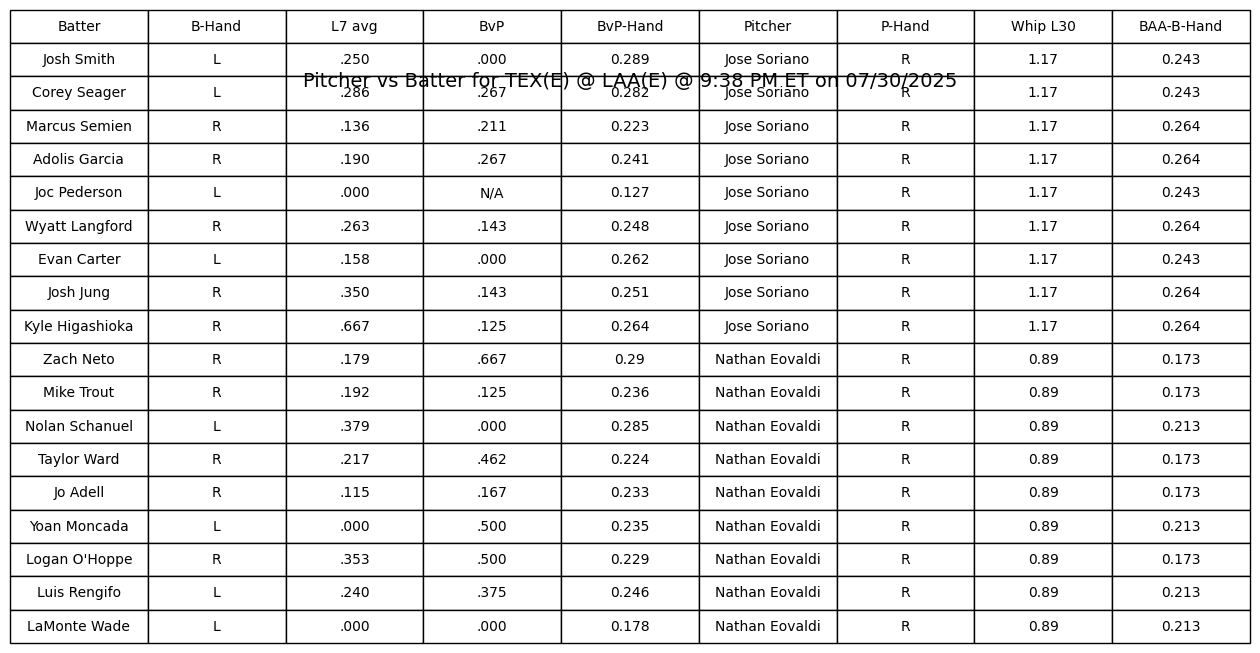 Batter B-Hand L7 avg BvP BvP-Hand Pitcher P-Hand Whip L30 BAA-B-Hand
Josh Smith L .250 .000 0.289 Jose Soriano R 1.17 0.243
Pitcher vs Batter for TEX(E) @ LAA(E) @ 9:38 PM ET on 07/30/2025
Corey Seager L .286 .267 0.282 Jose Soriano R 1.17 0.243
Marcus Semien R .136 .211 0.223 Jose Soriano R 1.17 0.264
Adolis Garcia R .190 .267 0.241 Jose Soriano R 1.17 0.264
Joc Pederson L .000 N/A 0.127 Jose Soriano R 1.17 0.243
Wyatt Langford R .263 .143 0.248 Jose Soriano R 1.17 0.264
Evan Carter L .158 .000 0.262 Jose Soriano R 1.17 0.243
Josh Jung R .350 .143 0.251 Jose Soriano R 1.17 0.264
Kyle Higashioka R .667 .125 0.264 Jose Soriano R 1.17 0.264
Zach Neto R .179 .667 0.29 Nathan Eovaldi R 0.89 0.173
Mike Trout R .192 .125 0.236 Nathan Eovaldi R 0.89 0.173
Nolan Schanuel L .379 .000 0.285 Nathan Eovaldi R 0.89 0.213
Taylor Ward R .217 .462 0.224 Nathan Eovaldi R 0.89 0.173
Jo Adell R .115 .167 0.233 Nathan Eovaldi R 0.89 0.173
Yoan Moncada L .000 .500 0.235 Nathan Eovaldi R 0.89 0.213
Logan O'Hoppe R .353 .500 0.229 Nathan Eovaldi R 0.89 0.173
Luis Rengifo L .240 .375 0.246 Nathan Eovaldi R 0.89 0.213
LaMonte Wade L .000 .000 0.178 Nathan Eovaldi R 0.89 0.213